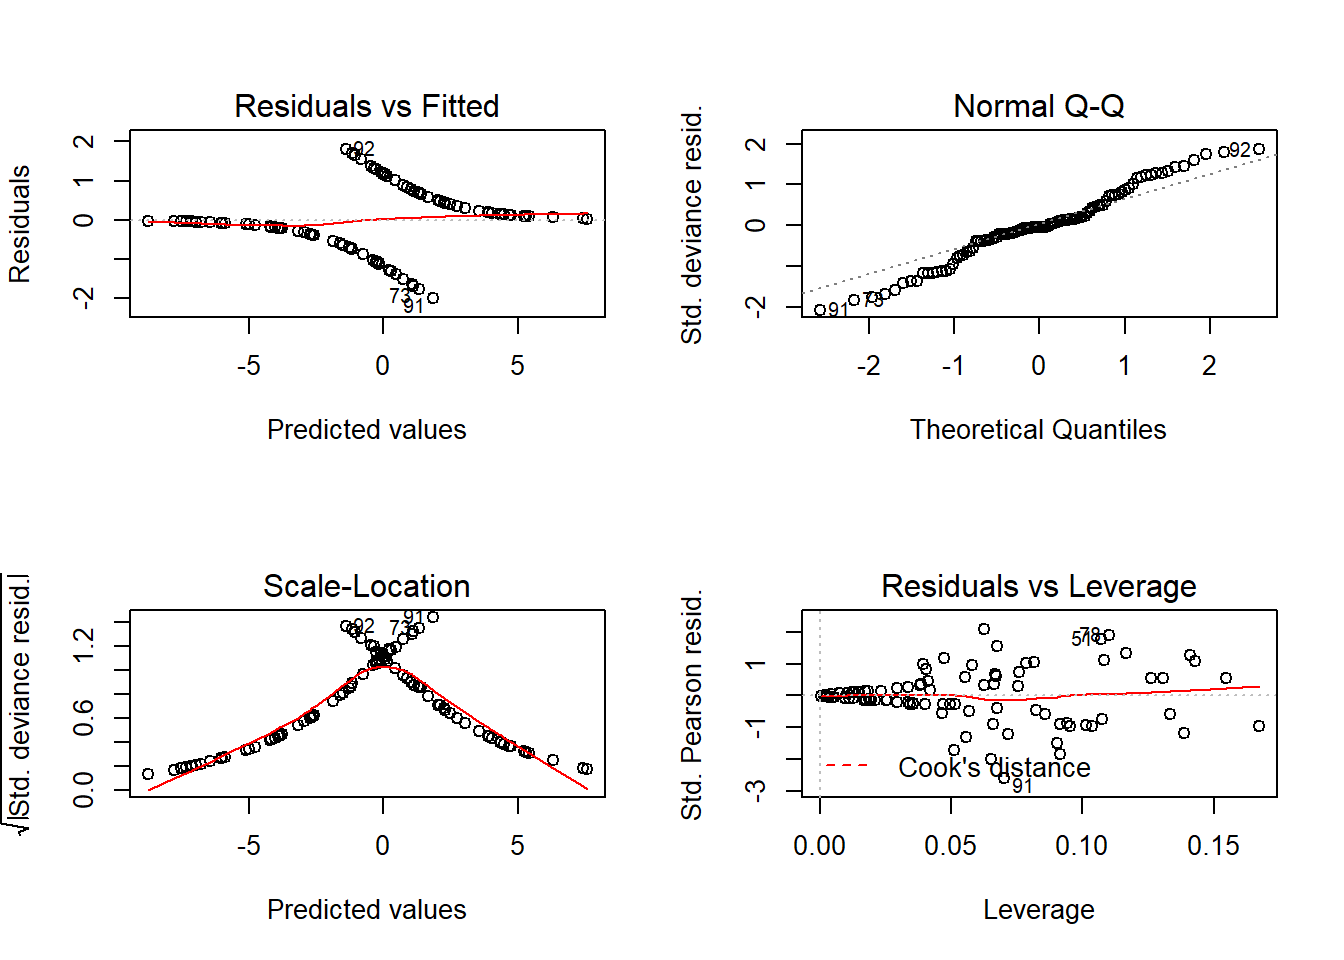 Residuals vs Fitted
Residuals
2
0
-2
92
73
91
-5 0 5
Predicted values
Normal Q-Q
Std. deviance resid.
2
1
0
-2
92
91
73
-2 -1 0 1 2
Theoretical Quantiles
Scale-Location
√|Std. deviance resid.|
1.2
0.6
0.0
92
73
91
-5 0 5
Predicted values
Residuals vs Leverage
Std. Pearson resid.
1
-1
-3
78
51
Cook's distance
91
0.00 0.05 0.10 0.15
Leverage